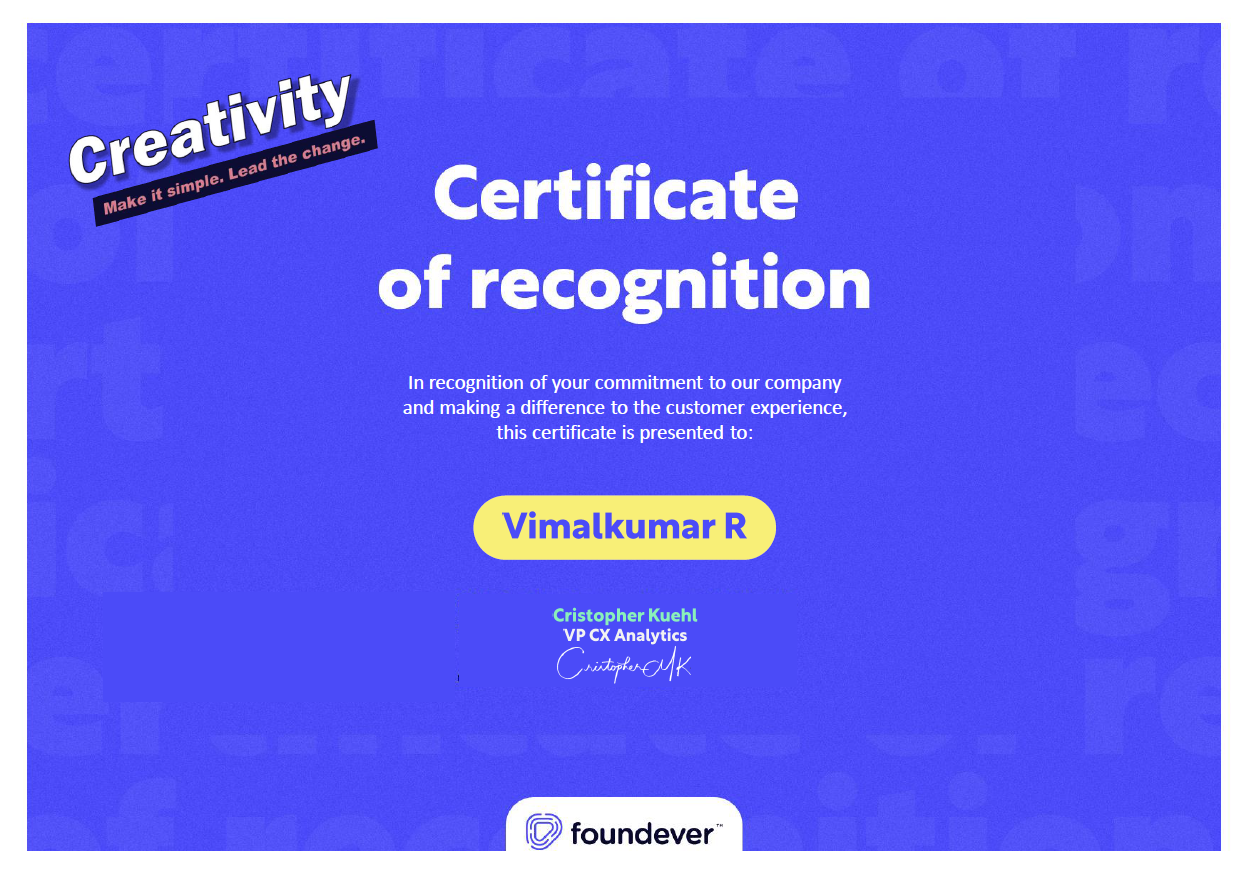 Creativity
Make it simple. Lead the change.
Certificate
of recognition
In recognition of your commitment to our company
and making a difference to the customer experience,
this certificate is presented to:
Vimalkumar R
Cristopher Kuehl
VP CX Analytics
CristopherMK
foundever™